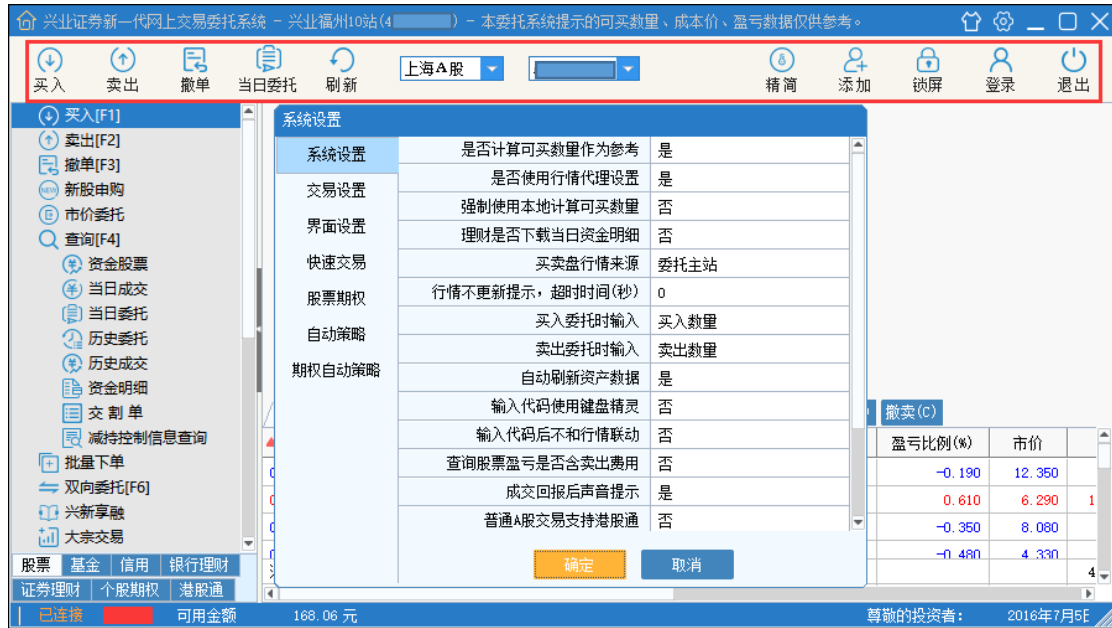 兴业证券新一代网上交易委托系统 - 兴业福州10站(4 ) - 本委托系统提示的可买数量、成本价、盈亏数据仅供参考。
买入 卖出 撤单 当日委托 刷新 上海A股 精简 添加 锁屏 登录 退出
买入[F1]
卖出[F2]
撤单[F3]
新股申购
市价委托
查询[F4]
资金股票
当日成交
当日委托
历史委托
历史成交
资金明细
交割单
减持控制信息查询
批量下单
双向委托[F6]
兴新享融
大宗交易
股票 基金 信用 银行理财
证券理财 个股期权 港股通
系统设置
系统设置
交易设置
界面设置
快速交易
股票期权
自动策略
期权自动策略
是否计算可买数量作为参考 是
是否使用行情代理设置 是
强制使用本地计算可买数量 否
理财是否下载当日资金明细 否
买卖盘行情来源 委托主站
行情不更新提示，超时时间(秒) 0
买入委托时输入 买入数量
卖出委托时输入 卖出数量
自动刷新资产数据 是
输入代码使用键盘精灵 否
输入代码后不和行情联动 否
查询股票盈亏是否含卖出费用 否
成交回报后声音提示 是
普通A股交易支持港股通 否
确定 取消
撤卖(C)
盈亏比例(%) 市价
-0.190 12.350
0.610 6.290 1
-0.350 8.080
-0.480 4.330
4
已连接 可用金额 168.06 元 尊敬的投资者: 2016年7月5